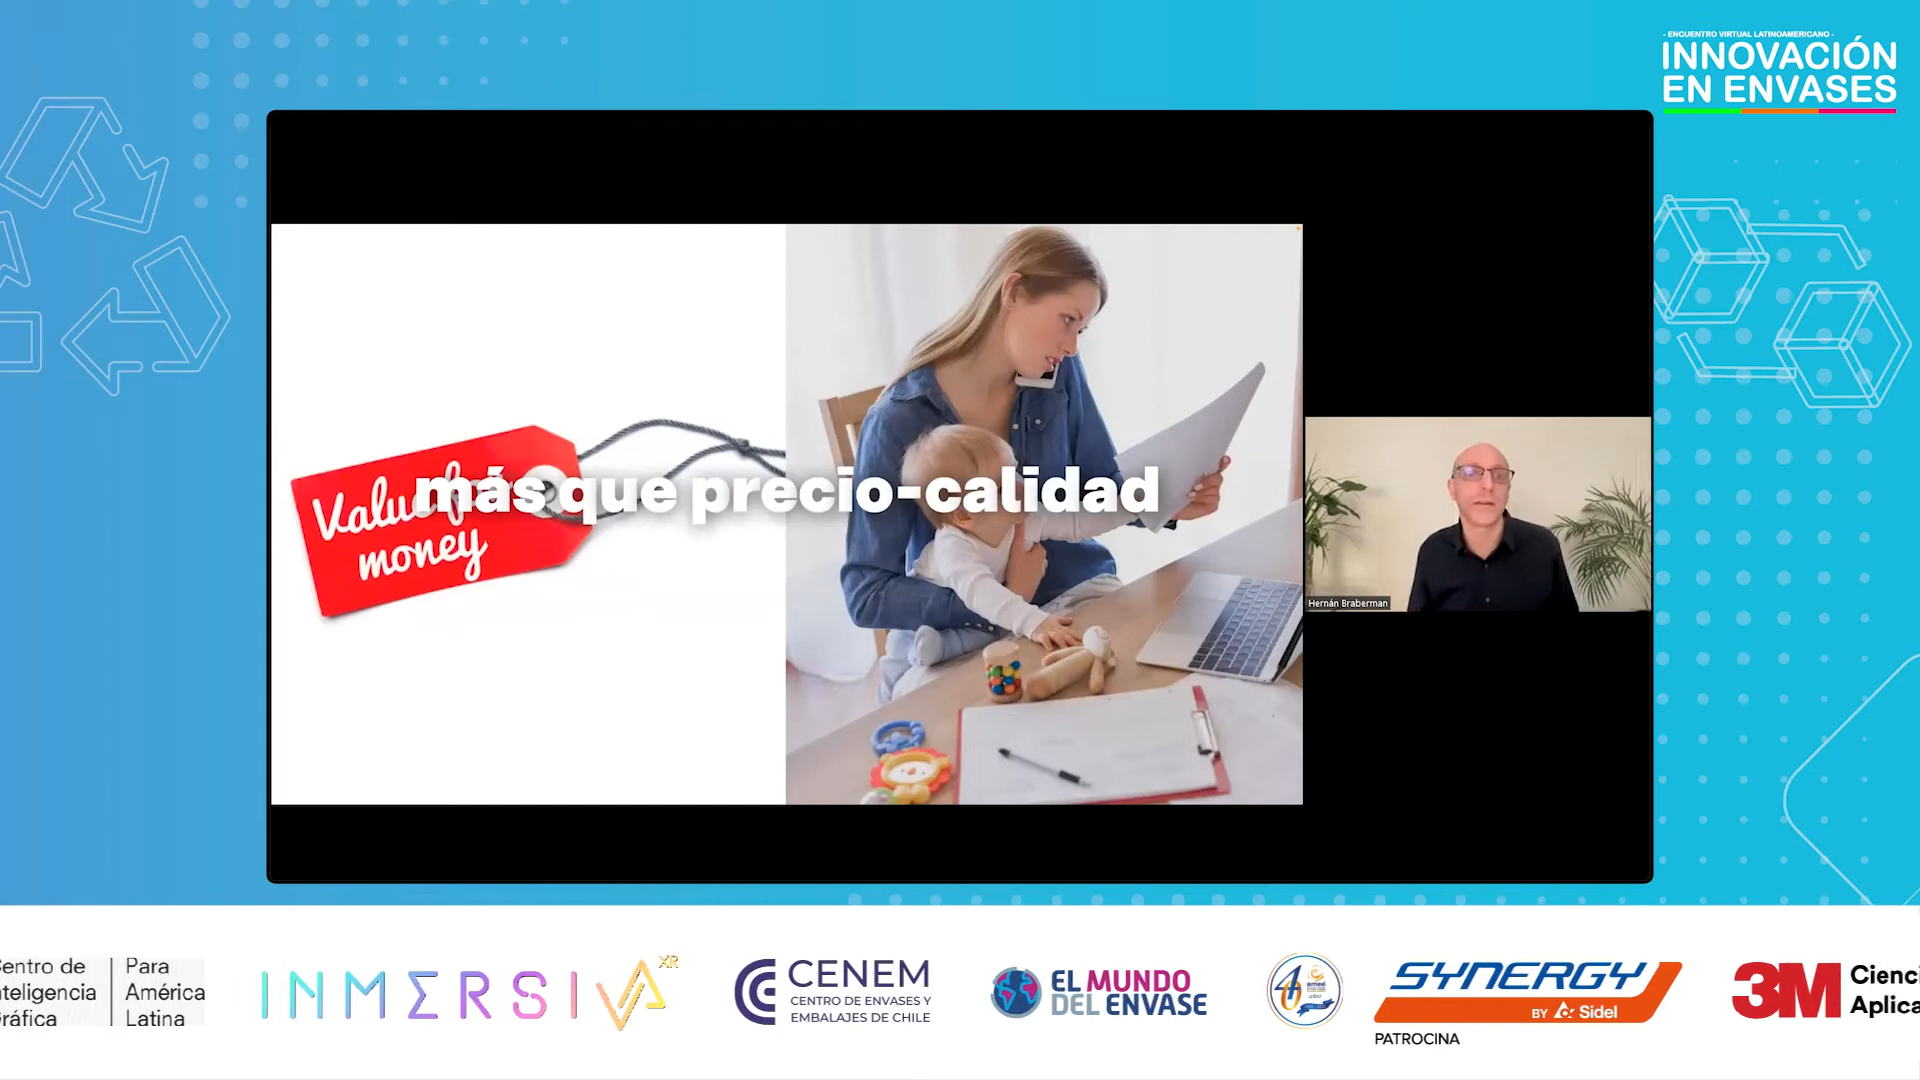 - ENCUENTRO VIRTUAL LATINOAMERICANO -
INNOVACIÓN
EN ENVASES
Value for
money
más que precio-calidad
Hernán Braberman
entro de
teligencia
ráfica
Para
América
Latina
INMERSIVA XR
CENEM
CENTRO DE ENVASES Y
EMBALAJES DE CHILE
EL MUNDO
DEL ENVASE
SYNERGY
BY Sidel
PATROCINA
3M
Cienci
Aplica